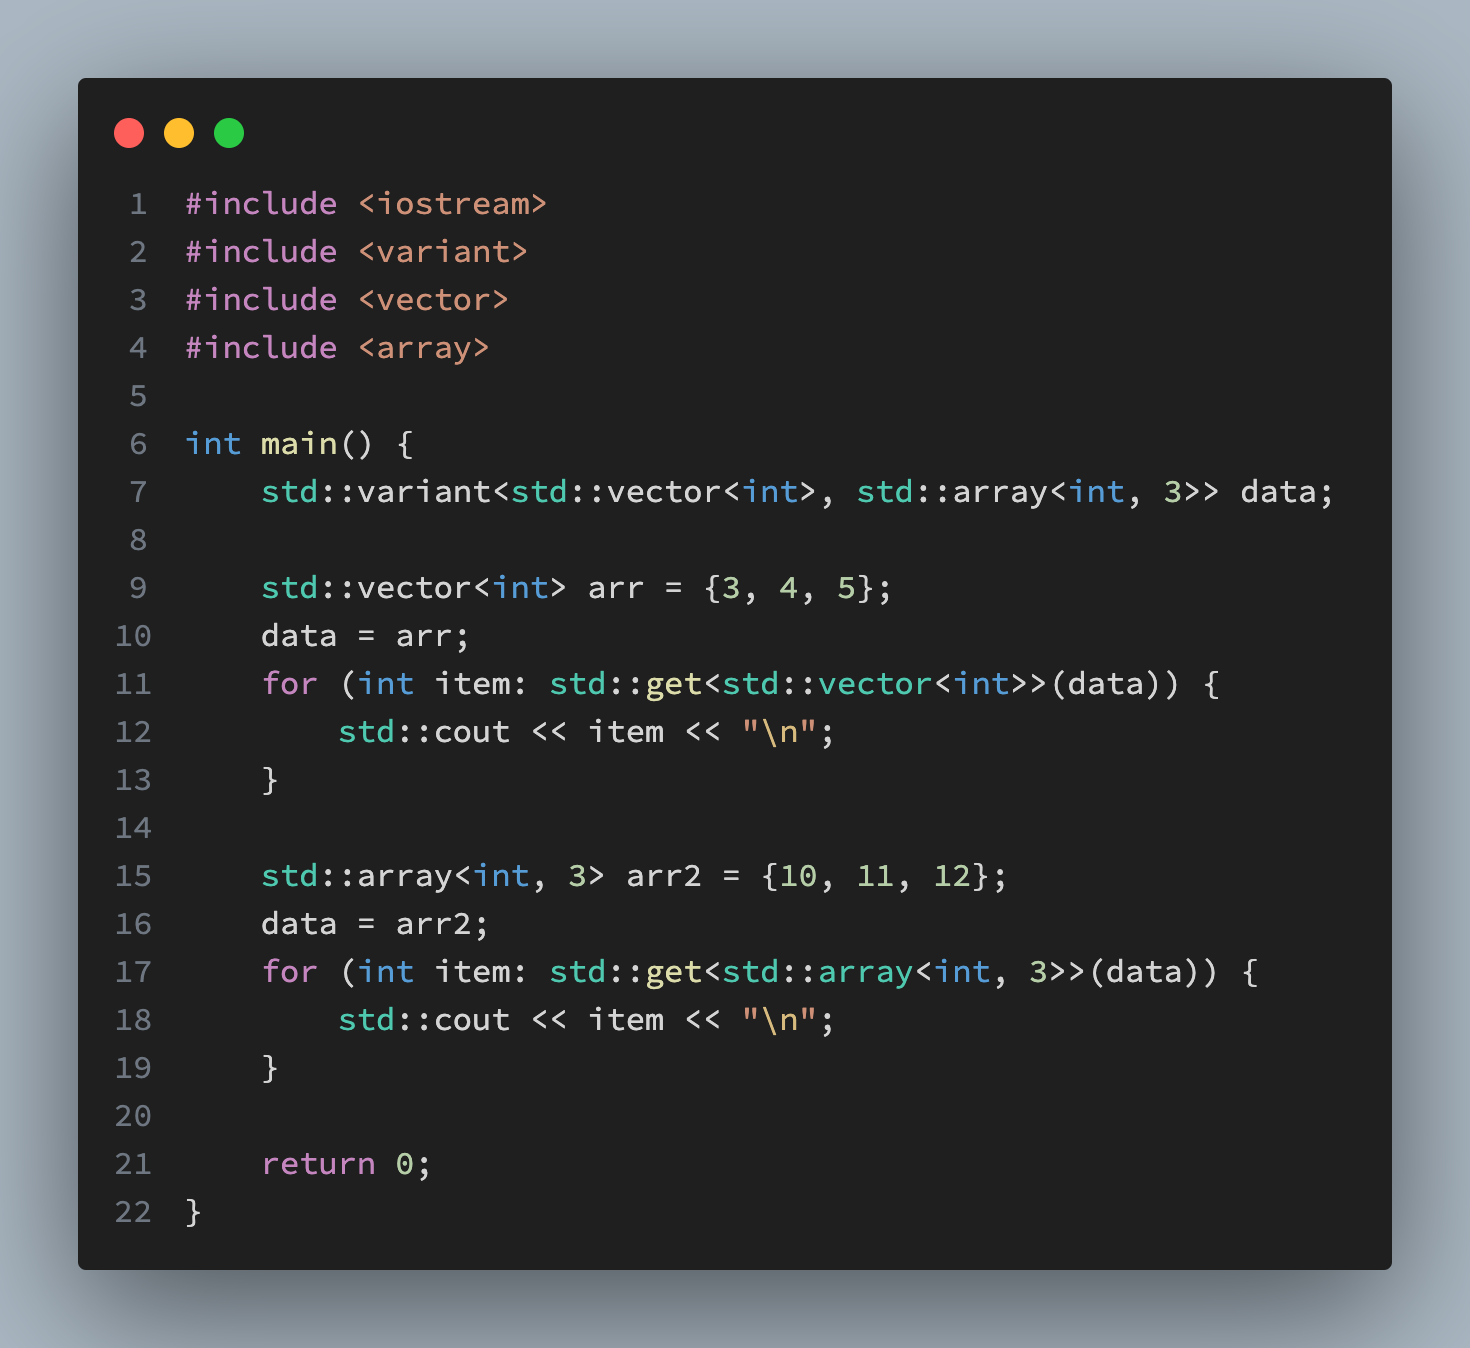 1 #include <iostream>
2 #include <variant>
3 #include <vector>
4 #include <array>
5
6 int main() {
7     std::variant<std::vector<int>, std::array<int, 3>> data;
8
9     std::vector<int> arr = {3, 4, 5};
10     data = arr;
11     for (int item: std::get<std::vector<int>>(data)) {
12         std::cout << item << "\n";
13     }
14
15     std::array<int, 3> arr2 = {10, 11, 12};
16     data = arr2;
17     for (int item: std::get<std::array<int, 3>>(data)) {
18         std::cout << item << "\n";
19     }
20
21     return 0;
22 }